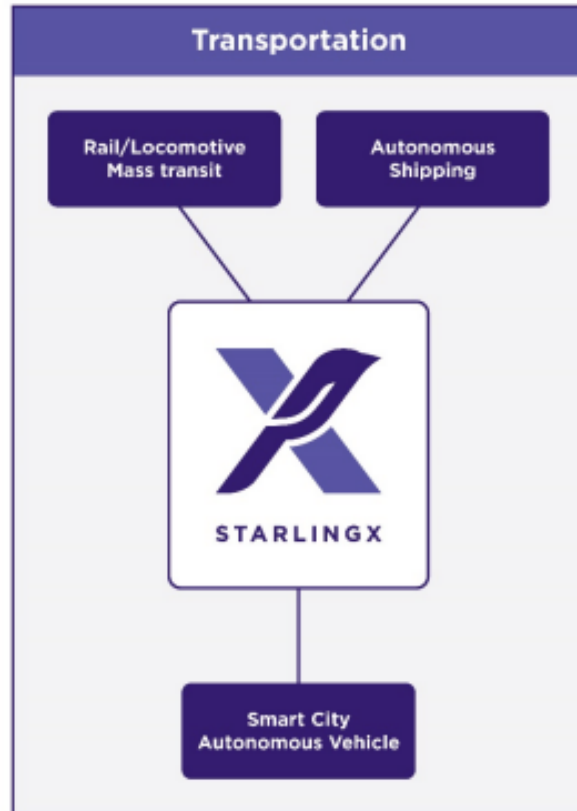 Transportation
Rail/Locomotive
Mass transit
Autonomous
Shipping
STARLINGX
Smart City
Autonomous Vehicle